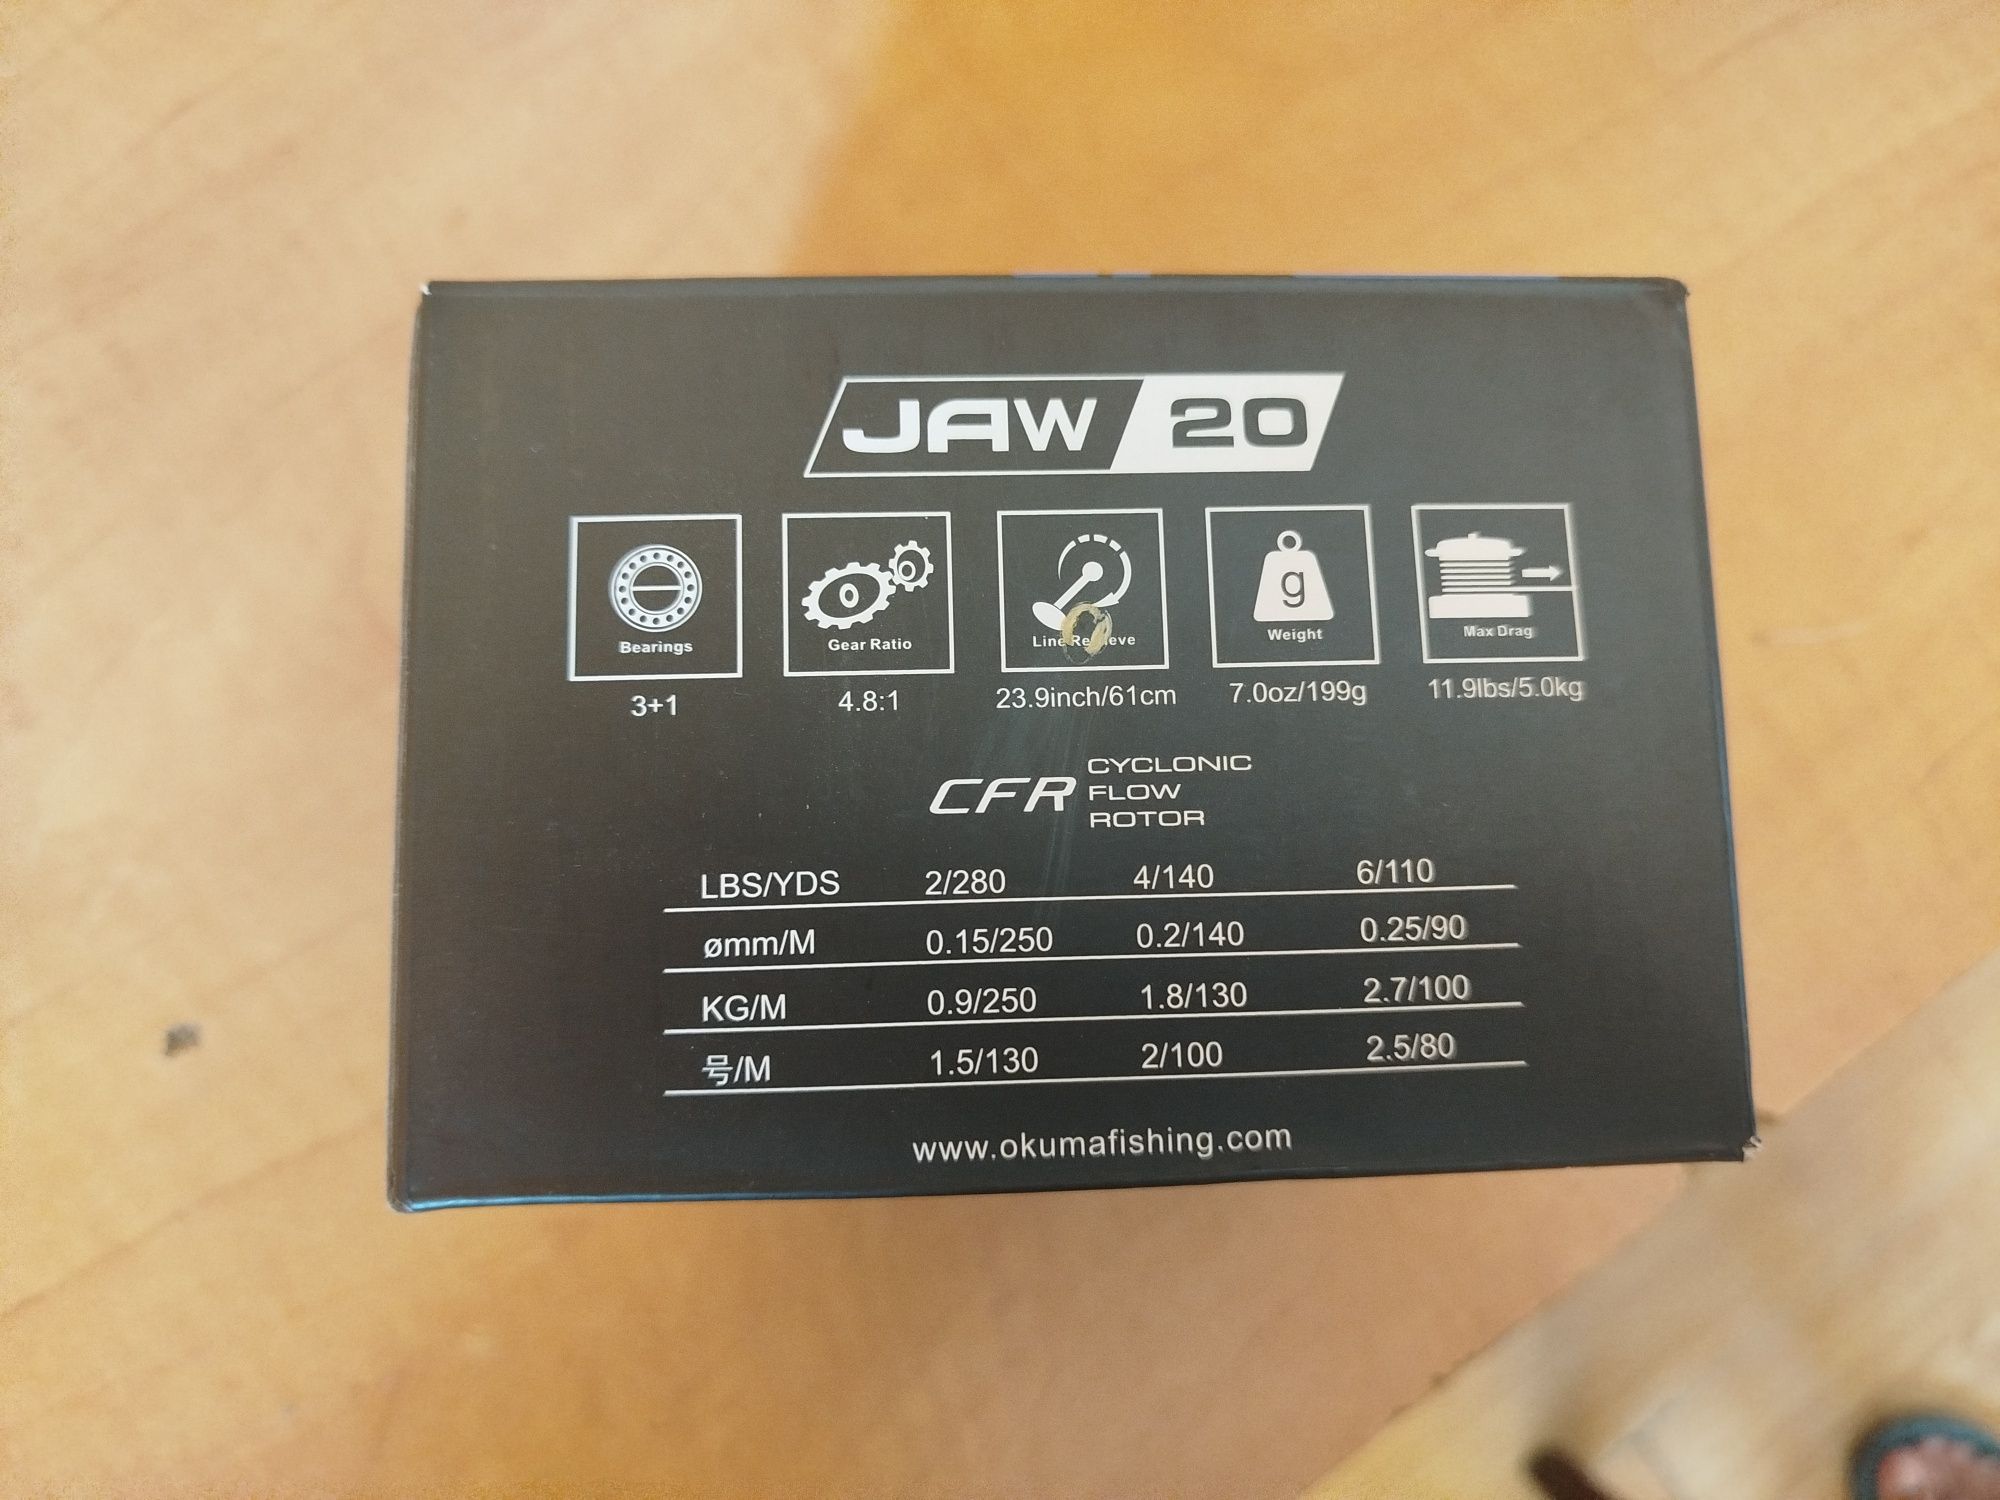 JAW 20
Bearings Gear Ratio Line Retrieve Weight Max Drag
3+1 4.8:1 23.9inch/61cm 7.0oz/199g 11.9lbs/5.0kg
CFR CYCLONIC
FLOW
ROTOR
LBS/YDS 2/280 4/140 6/110
ømm/M 0.15/250 0.2/140 0.25/90
KG/M 0.9/250 1.8/130 2.7/100
号/M 1.5/130 2/100 2.5/80
www.okumafishing.com